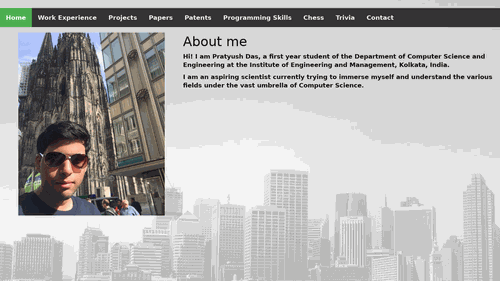 Home Work Experience Projects Papers Patents Programming Skills Chess Trivia Contact
About me
Hi! I am Pratyush Das, a first year student of the Department of Computer Science and
Engineering at the Institute of Engineering and Management, Kolkata, India.
I am an aspiring scientist currently trying to immerse myself and understand the various
fields under the vast umbrella of Computer Science.